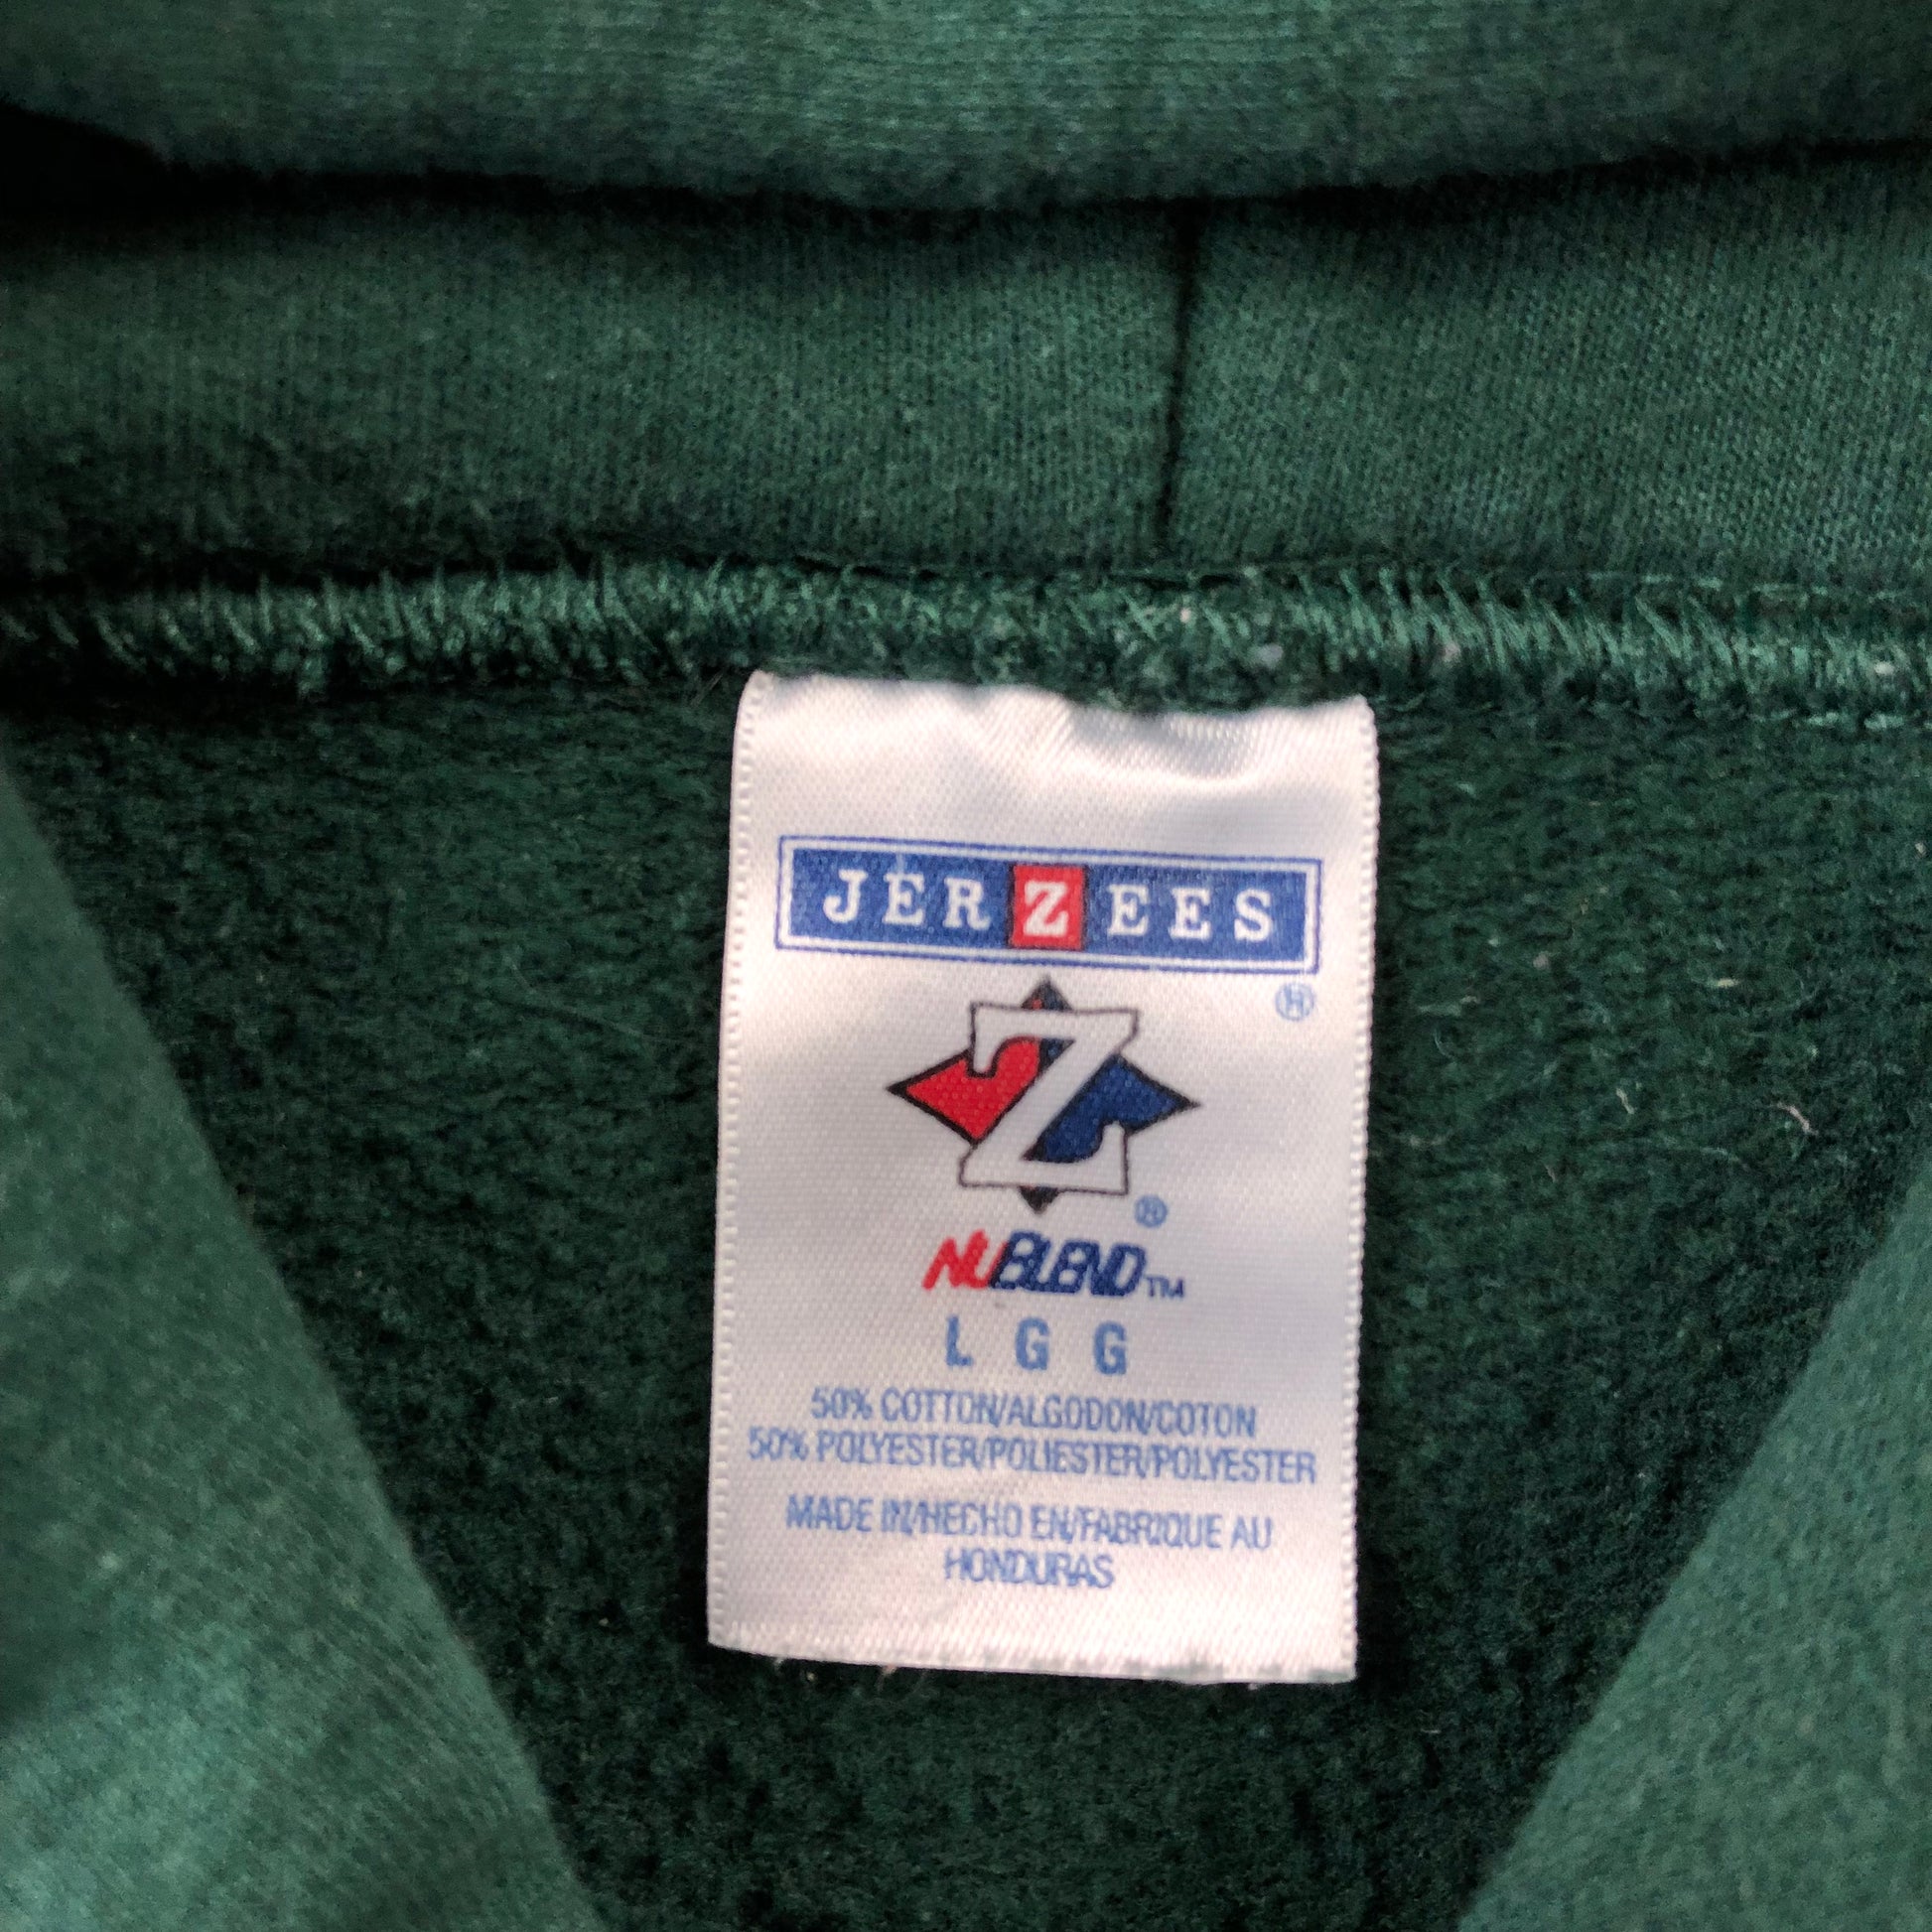 JERZEES
®
Z
®
NUBLEND™
L G G
50% COTTON/ALGODON/COTON
50% POLYESTER/POLIESTER/POLYESTER
MADE IN/HECHO EN/FABRIQUE AU
HONDURAS